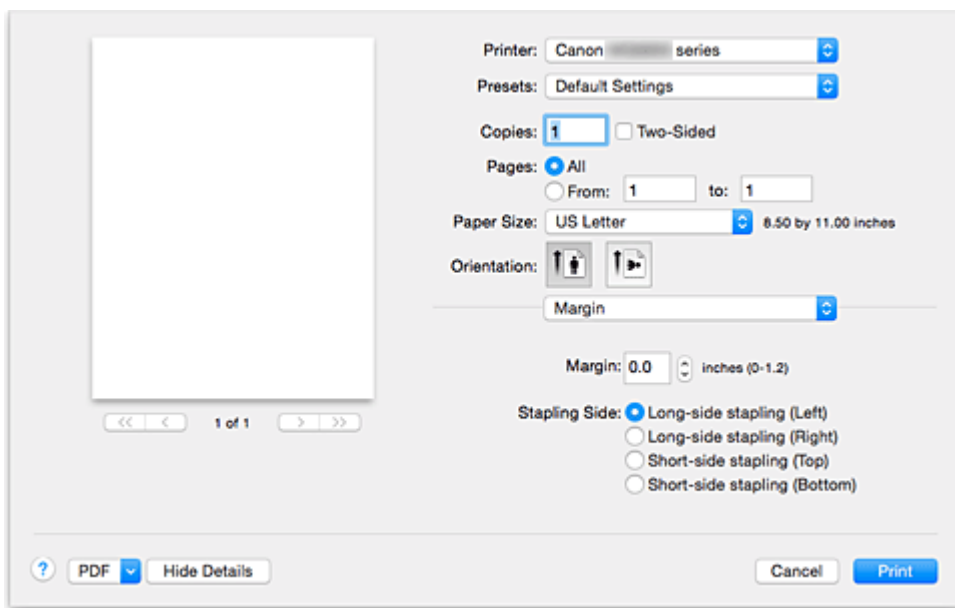 Printer: Canon series
Presets: Default Settings
Copies: 1 Two-Sided
Pages: All
From: 1 to: 1
Paper Size: US Letter 8.50 by 11.00 inches
Orientation:
Margin
Margin: 0.0 inches (0-1.2)
<< < 1 of 1 > >>
Stapling Side: Long-side stapling (Left)
Long-side stapling (Right)
Short-side stapling (Top)
Short-side stapling (Bottom)
? PDF Hide Details Cancel Print